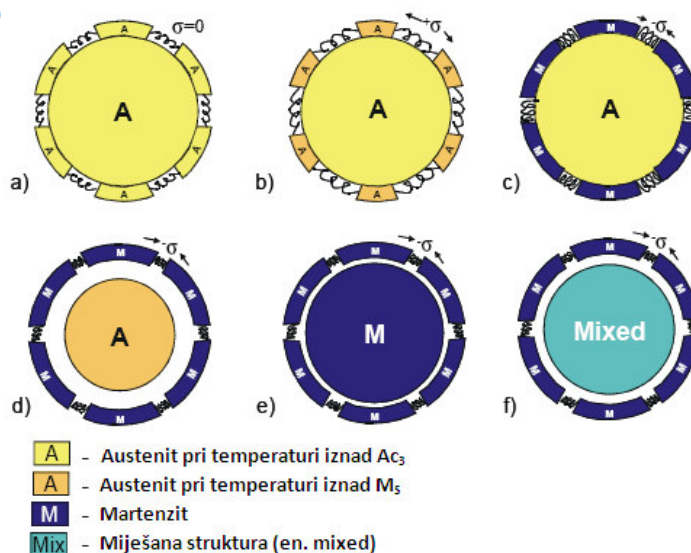 A σ=0
A A
A
A A
A
a)
A +σ
A A
A
A A
A
b)
M -σ
M M
A
M M
M
c)
M -σ
M M
A
M M
M
d)
M -σ
M M
M
M M
M
e)
M -σ
M M
Mixed
M M
M
f)
A - Austenit pri temperaturi iznad Ac₃
A - Austenit pri temperaturi iznad Mₛ
M - Martenzit
Mix - Miješana struktura (en. mixed)